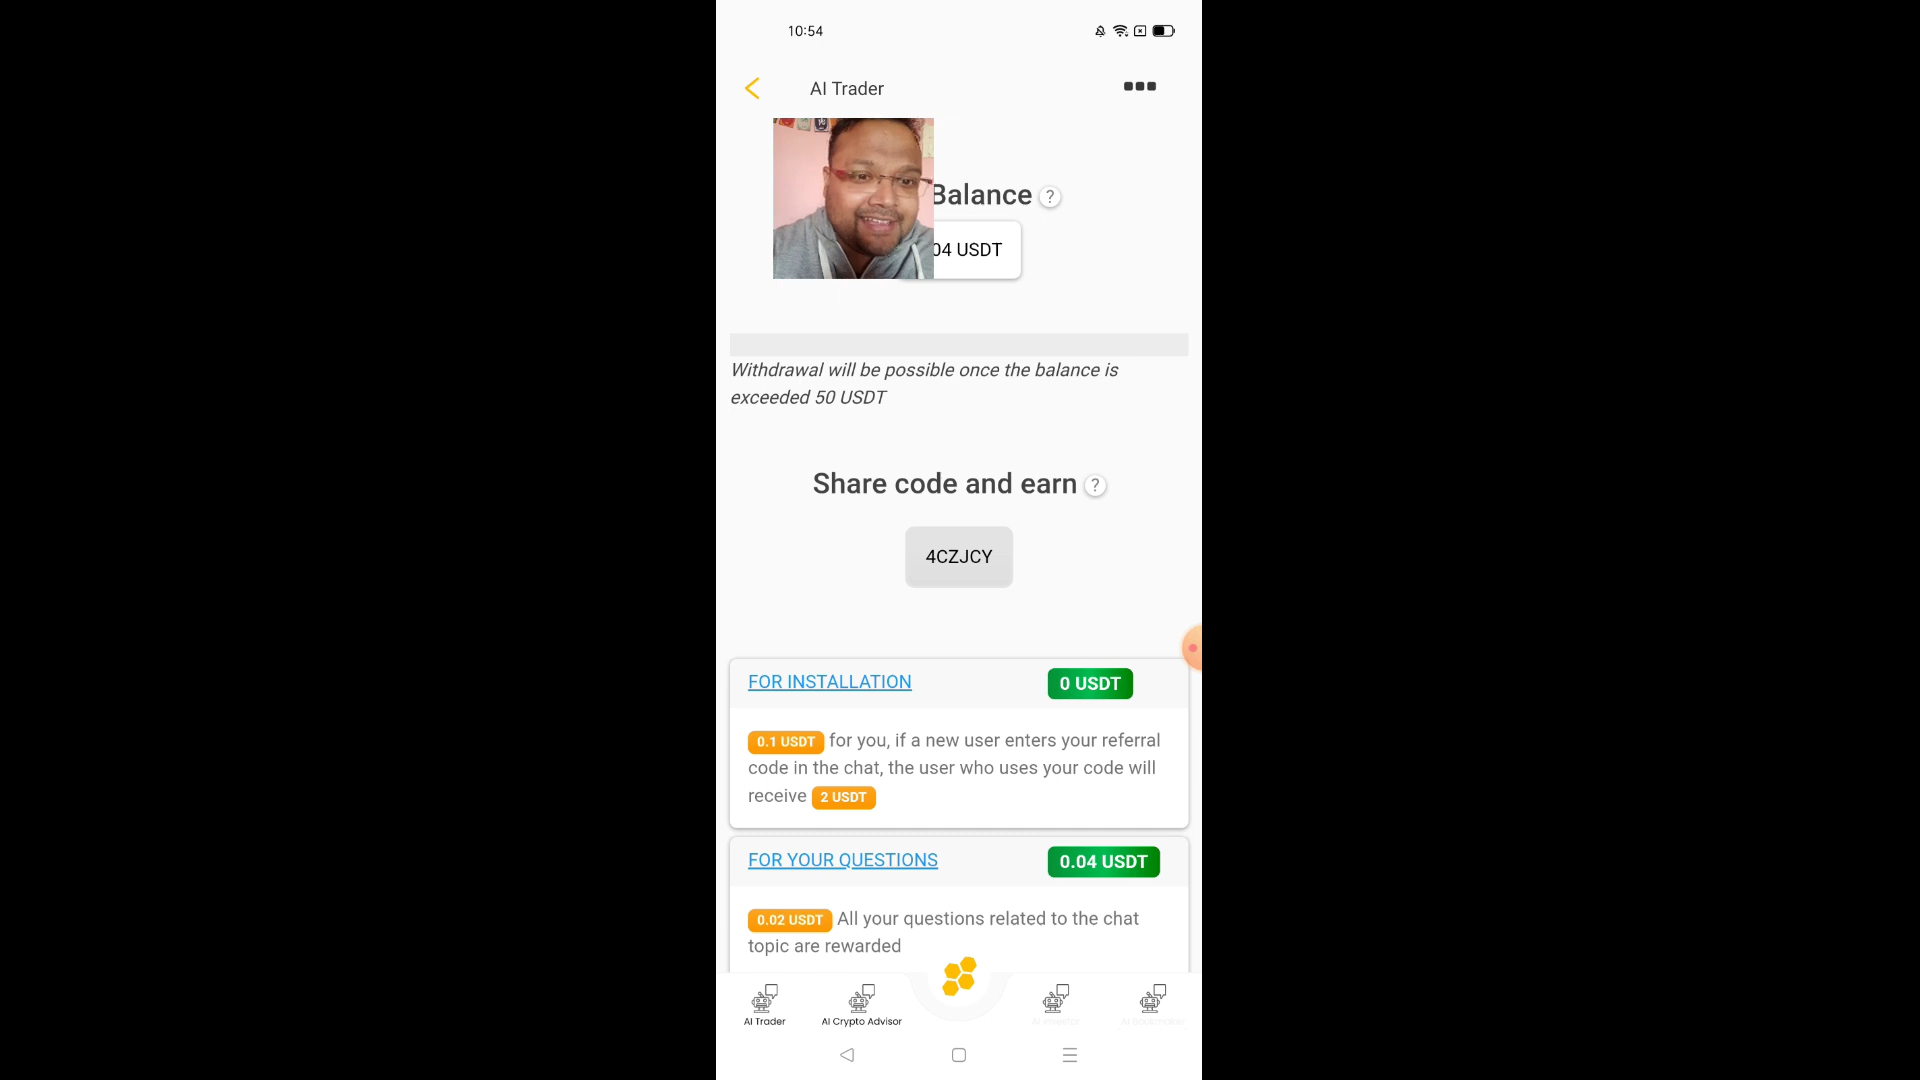 10:54
AI Trader
Balance ?
04 USDT
Withdrawal will be possible once the balance is
exceeded 50 USDT
Share code and earn ?
4CZJCY
FOR INSTALLATION 0 USDT
0.1 USDT for you, if a new user enters your referral
code in the chat, the user who uses your code will
receive 2 USDT
FOR YOUR QUESTIONS 0.04 USDT
0.02 USDT All your questions related to the chat
topic are rewarded
AI Trader AI Crypto Advisor